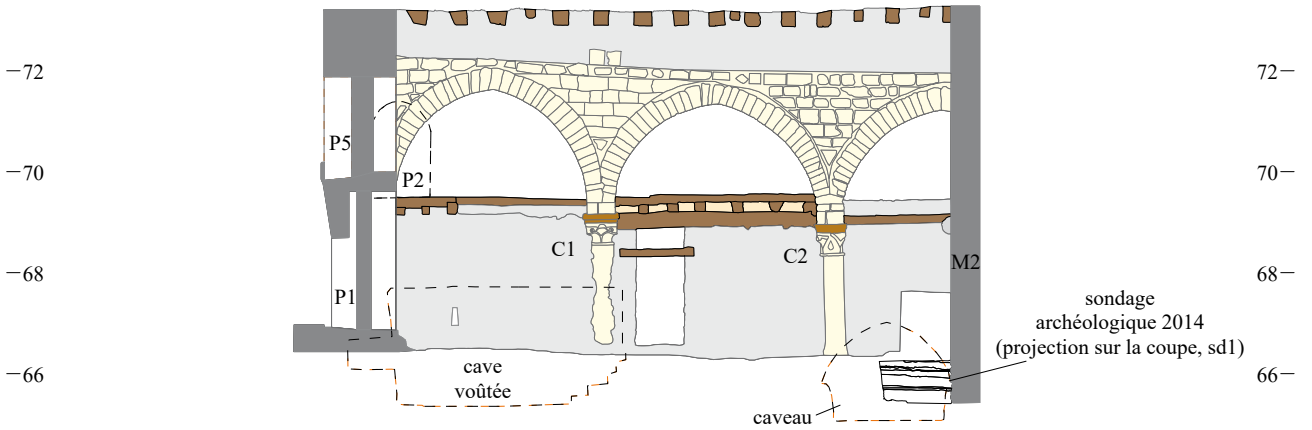 72 72
P5
70 70
P2
C1 C2
68 M2 68
P1
sondage
archéologique 2014
(projection sur la coupe, sd1)
66 66
cave
voûtée
caveau